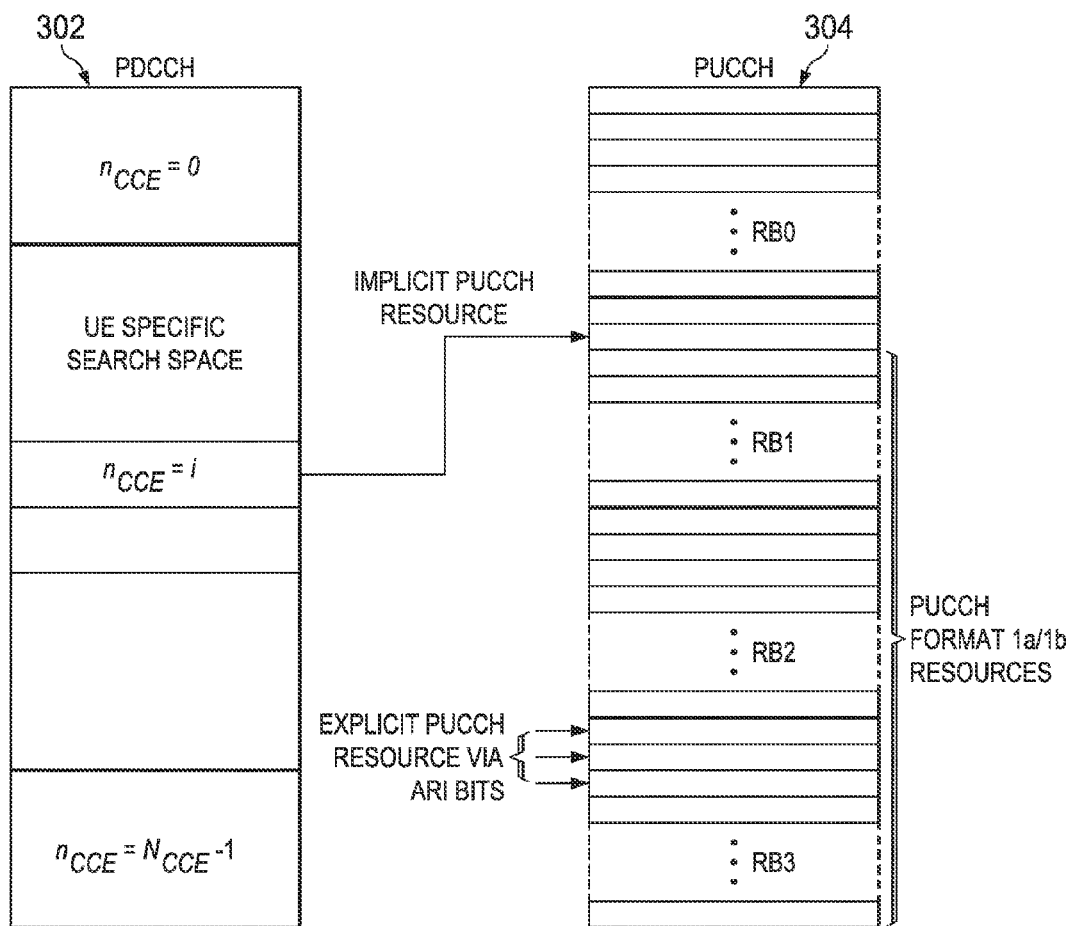 302
PDCCH
n_CCE = 0
UE SPECIFIC
SEARCH SPACE
n_CCE = i
n_CCE = N_CCE -1
IMPLICIT PUCCH
RESOURCE
EXPLICIT PUCCH
RESOURCE VIA
ARI BITS
304
PUCCH
RB0
RB1
RB2
RB3
PUCCH
FORMAT 1a/1b
RESOURCES